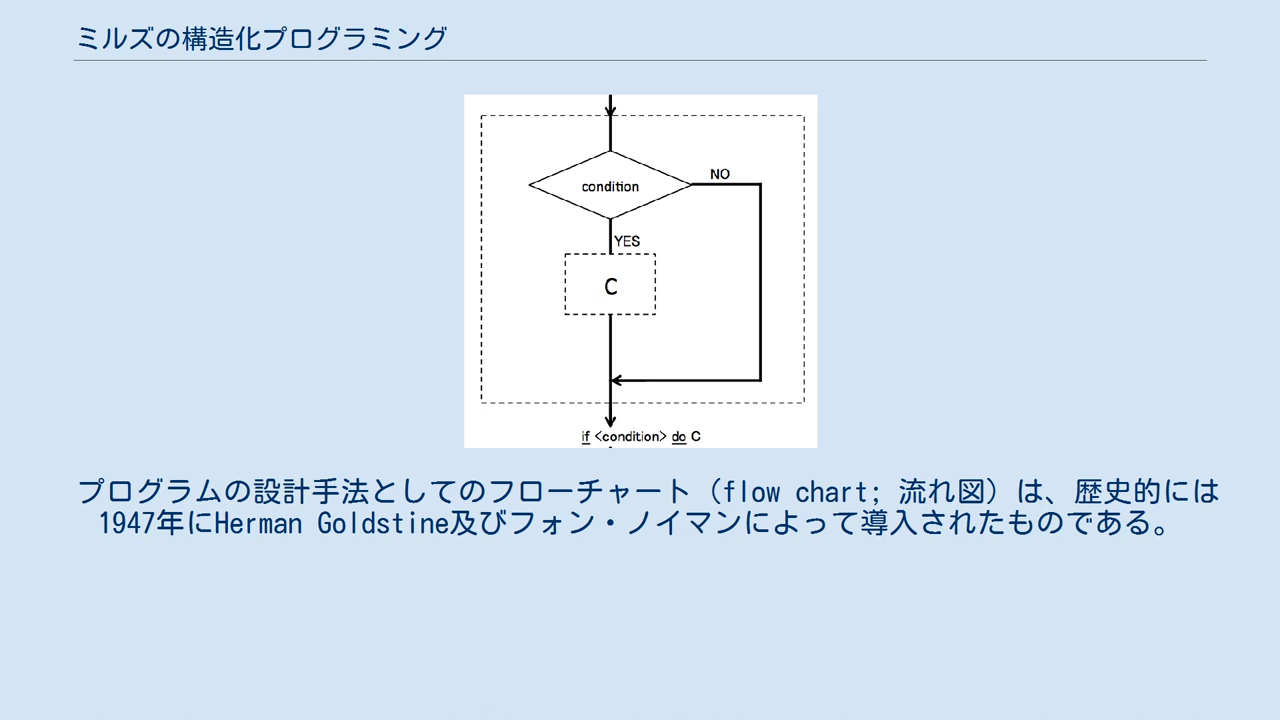 ミルズの構造化プログラミング
condition
NO
YES
C
if <condition> do C
プログラムの設計手法としてのフローチャート（flow chart; 流れ図）は、歴史的には
1947年にHerman Goldstine及びフォン・ノイマンによって導入されたものである。